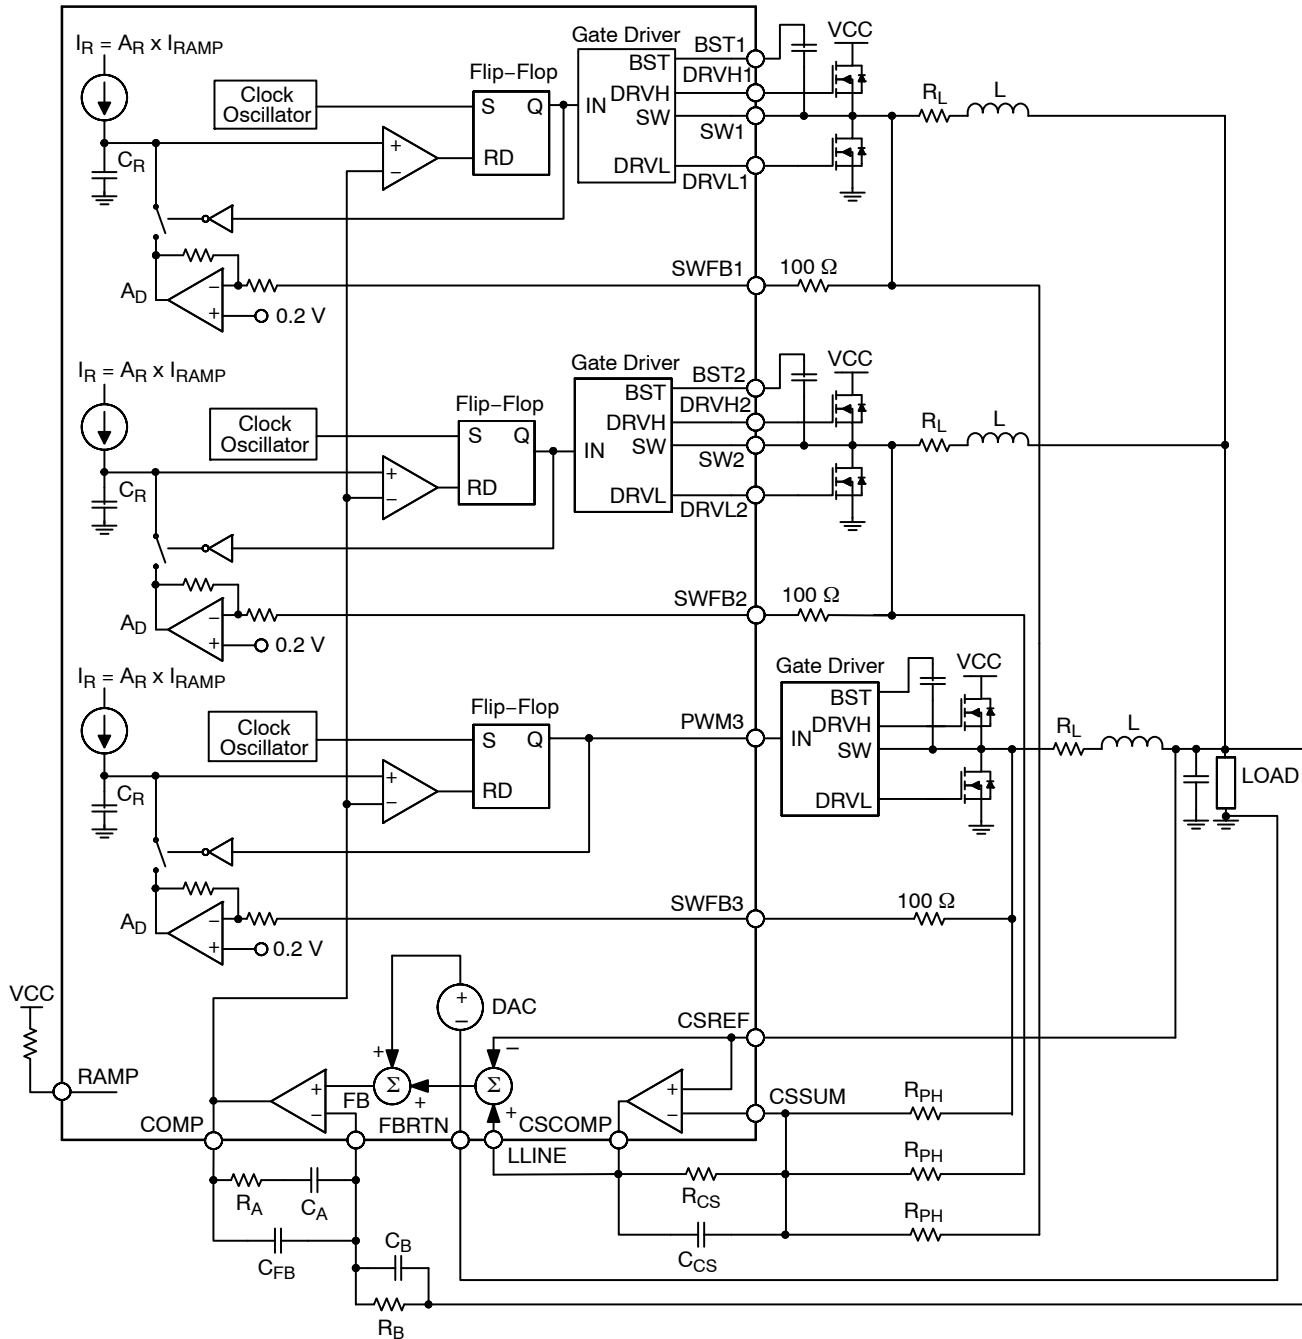 I_R = A_R x I_RAMP
Clock
Oscillator
Flip−Flop
S Q
RD
Gate Driver
BST
DRVH
IN
SW
DRVL
BST1
DRVH1
SW1
DRVL1
VCC
R_L
L
C_R
+
−
A_D
−
+
0.2 V
SWFB1
100 Ω
I_R = A_R x I_RAMP
Clock
Oscillator
Flip−Flop
S Q
RD
Gate Driver
BST
DRVH
IN
SW
DRVL
BST2
DRVH2
SW2
DRVL2
VCC
R_L
L
C_R
+
−
A_D
−
+
0.2 V
SWFB2
100 Ω
I_R = A_R x I_RAMP
Clock
Oscillator
Flip−Flop
S Q
RD
PWM3
Gate Driver
BST
DRVH
IN
SW
DRVL
VCC
R_L
L
LOAD
C_R
+
−
A_D
−
+
0.2 V
SWFB3
100 Ω
VCC
RAMP
+
−
DAC
CSREF
+
Σ
+
−
Σ
+
+
−
FB
+
−
CSSUM
R_PH
COMP
FBRTN
LLINE
CSCOMP
R_PH
R_A
C_A
R_CS
R_PH
C_FB
C_B
C_CS
R_B